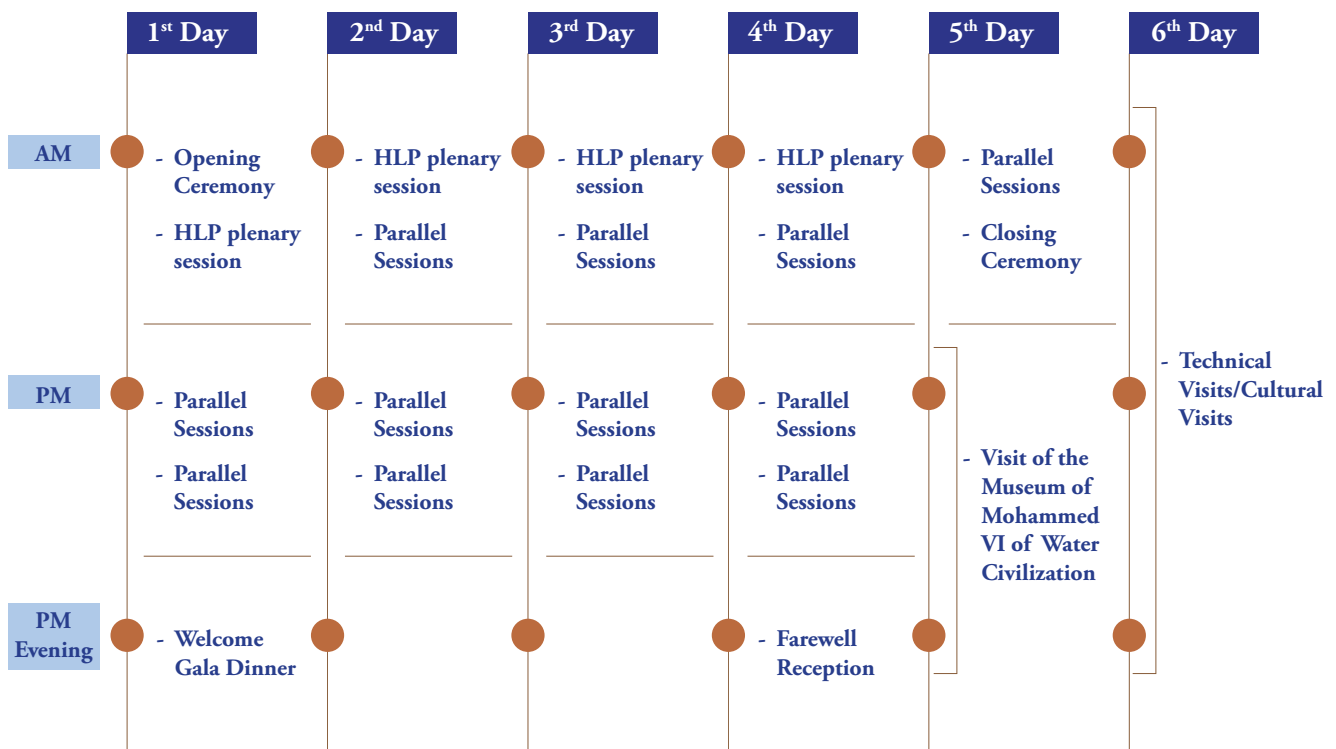 1st Day
2nd Day
3rd Day
4th Day
5th Day
6th Day
AM
- Opening
Ceremony
- HLP plenary
session
- HLP plenary
session
- Parallel
Sessions
- HLP plenary
session
- Parallel
Sessions
- HLP plenary
session
- Parallel
Sessions
- Parallel
Sessions
- Closing
Ceremony
PM
- Parallel
Sessions
- Parallel
Sessions
- Parallel
Sessions
- Parallel
Sessions
- Parallel
Sessions
- Parallel
Sessions
- Parallel
Sessions
- Parallel
Sessions
- Visit of the
Museum of
Mohammed
VI of Water
Civilization
- Technical
Visits/Cultural
Visits
PM
Evening
- Welcome
Gala Dinner
- Farewell
Reception